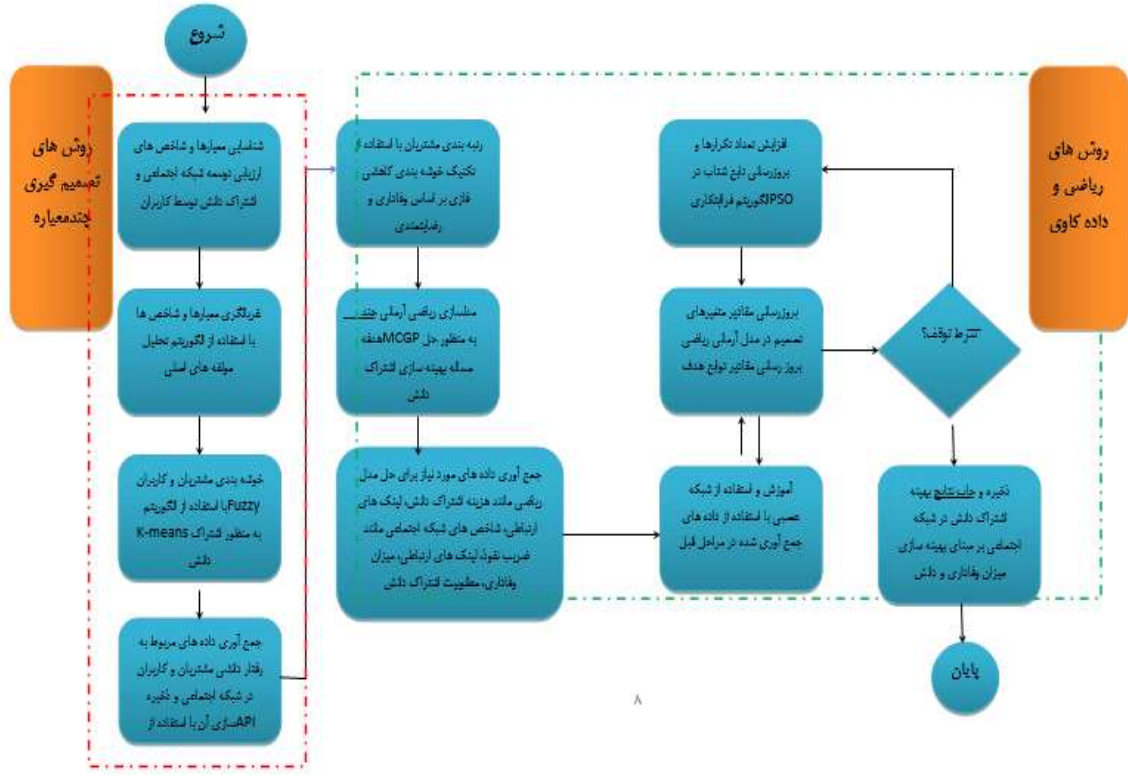 شروع
روش های
تصمیم گیری
چندمعیاره
شناسایی معیارها و شاخص های
ارزیابی توسعه شبکه اجتماعی و
اشتراک دانش توسط کاربران
غربالگری معیارها و شاخص ها
با استفاده از الگوریتم تحلیل
مولفه های اصلی
خوشه بندی مشتریان و کاربران
Fuzzyبا استفاده از الگوریتم
K-means به منظور اشتراک
دانش
جمع آوری داده های مربوط به
رفتار دانشی مشتریان و کاربران
در شبکه اجتماعی و ذخیره
APIسازی آن با استفاده از
رتبه بندی مشتریان با استفاده از
تکنیک خوشه بندی کاهشی
فازی بر اساس وفاداری و
رضایتمندی
مدلسازی ریاضی آرمانی چند
به منظور حل MCGPهدفه
مساله بهینه سازی اشتراک
دانش
جمع آوری داده های مورد نیاز برای حل مدل
ریاضی مانند هزینه اشتراک دانش، لینک های
ارتباطی، شاخص های شبکه اجتماعی مانند
ضریب نفوذ، لینک های ارتباطی، میزان
وفاداری، مطلوبیت اشتراک دانش
آموزش و استفاده از شبکه
عصبی با استفاده از داده های
جمع آوری شده در مراحل قبل
بروزرسانی مقادیر متغیرهای
تصمیم در مدل آرمانی ریاضی
بروز رسانی مقادیر توابع هدف
افزایش تعداد تکرارها و
بروزرسانی تابع شتاب در
PSOالگوریتم فراابتکاری
شرط توقف؟
ذخیره و چاپ نتایج بهینه
اشتراک دانش در شبکه
اجتماعی بر مبنای بهینه سازی
میزان وفاداری و دانش
پایان
روش های
ریاضی و
داده کاوی
۸